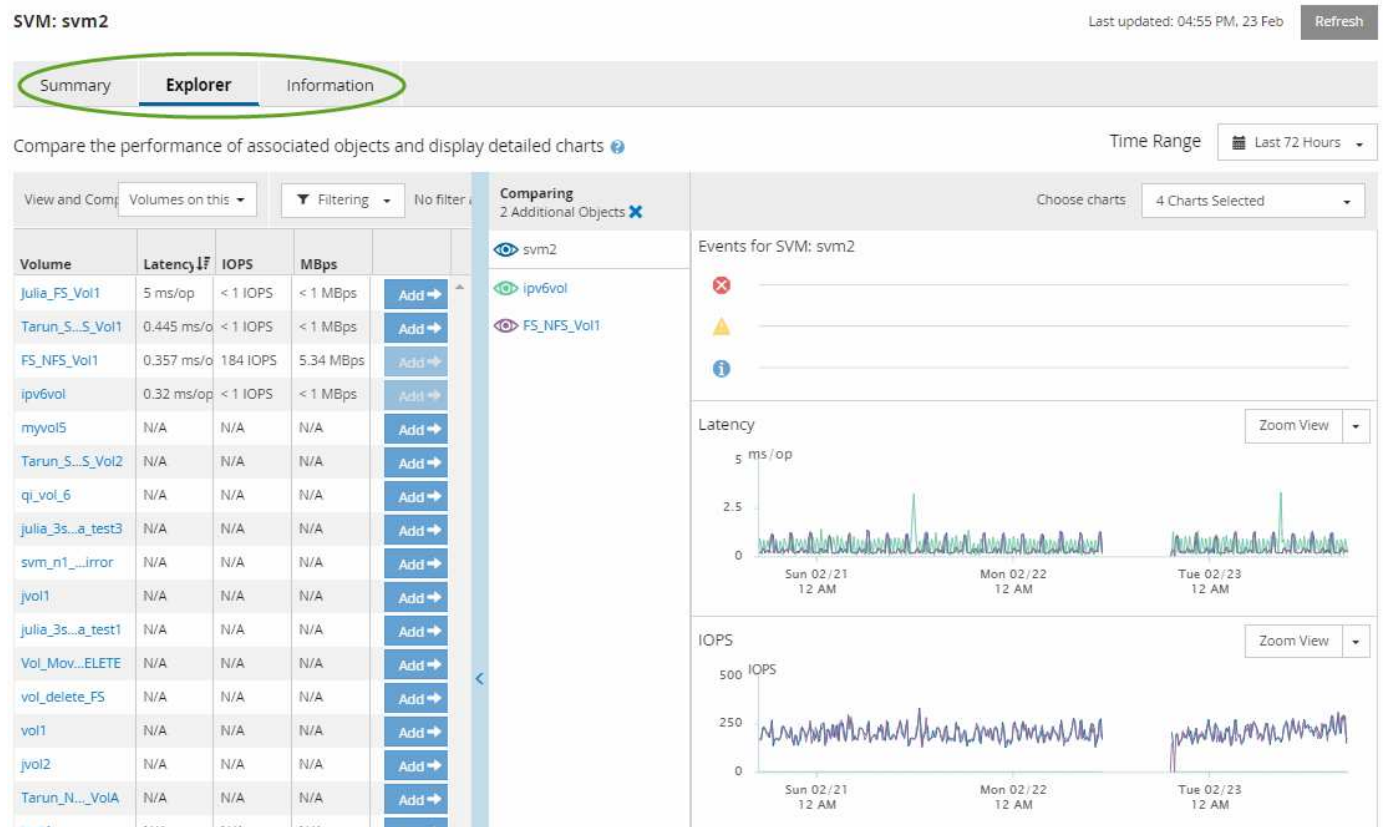 SVM: svm2
Last updated: 04:55 PM, 23 Feb Refresh
Summary Explorer Information
Compare the performance of associated objects and display detailed charts ?
Time Range Last 72 Hours
View and Comp Volumes on this Filtering No filter
Comparing
2 Additional Objects
Choose charts 4 Charts Selected
Volume Latency IOPS MBps
Julia_FS_Vol1 5 ms/op < 1 IOPS < 1 MBps Add
Tarun_S...S_Vol1 0.445 ms/o < 1 IOPS < 1 MBps Add
FS_NFS_Vol1 0.357 ms/o 184 IOPS 5.34 MBps Add
ipv6vol 0.32 ms/op < 1 IOPS < 1 MBps Add
myvol5 N/A N/A N/A Add
Tarun_S...S_Vol2 N/A N/A N/A Add
qi_vol_6 N/A N/A N/A Add
julia_3s...a_test3 N/A N/A N/A Add
svm_n1_...irror N/A N/A N/A Add
jvol1 N/A N/A N/A Add
julia_3s...a_test1 N/A N/A N/A Add
Vol_Mov...ELETE N/A N/A N/A Add
vol_delete_FS N/A N/A N/A Add
vol1 N/A N/A N/A Add
jvol2 N/A N/A N/A Add
Tarun_N..._VolA N/A N/A N/A Add
svm2
ipv6vol
FS_NFS_Vol1
Events for SVM: svm2
Latency Zoom View
5 ms/op
2.5
0
Sun 02/21 Mon 02/22 Tue 02/23
12 AM 12 AM 12 AM
IOPS Zoom View
500 IOPS
250
0
Sun 02/21 Mon 02/22 Tue 02/23
12 AM 12 AM 12 AM